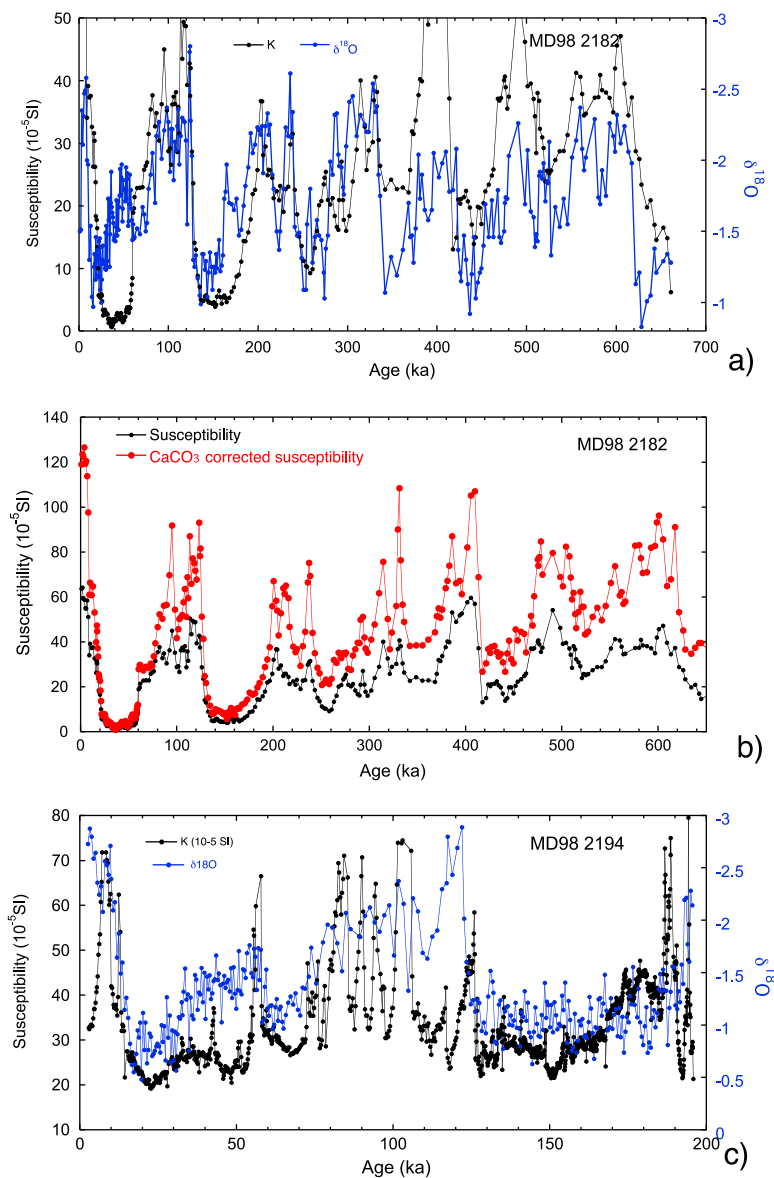 50
40
30
20
10
0
Susceptibility (10⁻⁵SI)
K
δ¹⁸O
MD98 2182
-3
-2.5
-2
-1.5
-1
δ¹⁸O
0 100 200 300 400 500 600 700
Age (ka)
a)
140
120
100
80
60
40
20
0
Susceptibility (10⁻⁵SI)
Susceptibility
CaCO₃ corrected susceptibility
MD98 2182
0 100 200 300 400 500 600
Age (ka)
b)
80
70
60
50
40
30
20
10
Susceptibility (10⁻⁵SI)
K (10-5 SI)
δ18O
MD98 2194
-3
-2.5
-2
-1.5
-1
-0.5
0
δ¹⁸O
0 50 100 150 200
Age (ka)
c)